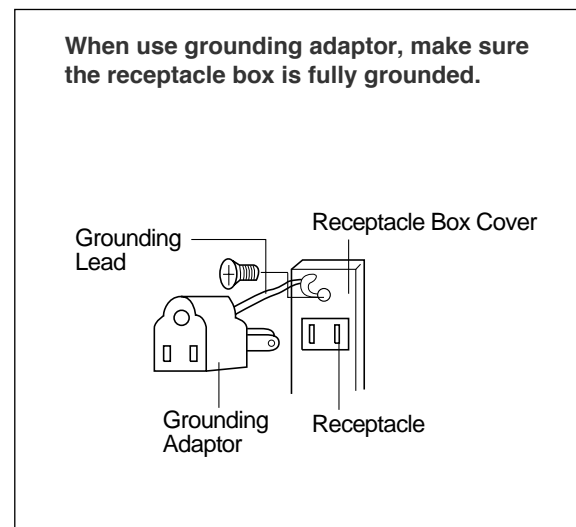 When use grounding adaptor, make sure
the receptacle box is fully grounded.
Receptacle Box Cover
Grounding
Lead
Grounding
Adaptor
Receptacle